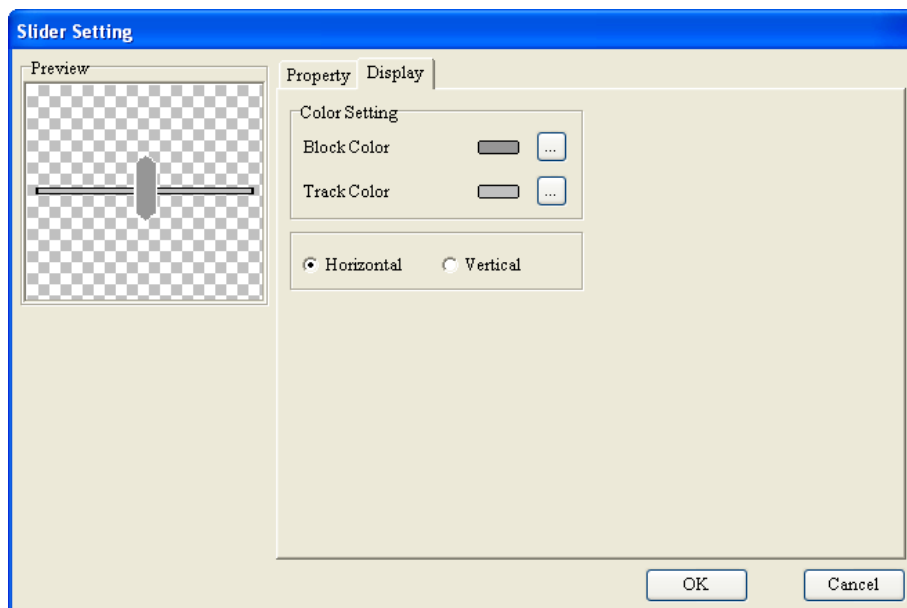 Slider Setting
Preview
Property Display
Color Setting
Block Color ...
Track Color ...
Horizontal Vertical
OK Cancel